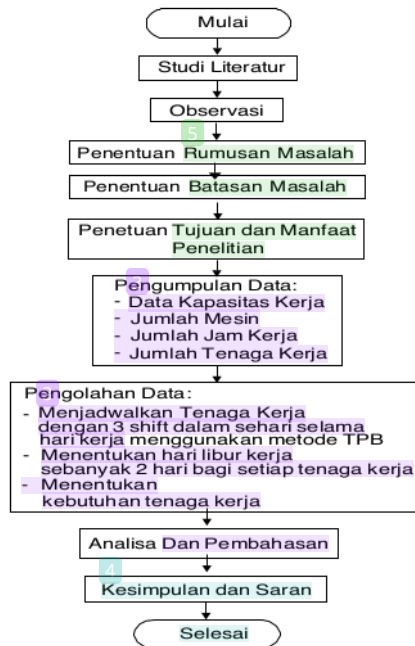 Mulai
Studi Literatur
Observasi
5
Penentuan Rumusan Masalah
Penentuan Batasan Masalah
Penetuan Tujuan dan Manfaat
Penelitian
Pengumpulan Data:
- Data Kapasitas Kerja
- Jumlah Mesin
- Jumlah Jam Kerja
- Jumlah Tenaga Kerja
Pengolahan Data:
- Menjadwalkan Tenaga Kerja
dengan 3 shift dalam sehari selama
hari kerja menggunakan metode TPB
- Menentukan hari libur kerja
sebanyak 2 hari bagi setiap tenaga kerja
- Menentukan
kebutuhan tenaga kerja
Analisa Dan Pembahasan
4
Kesimpulan dan Saran
Selesai